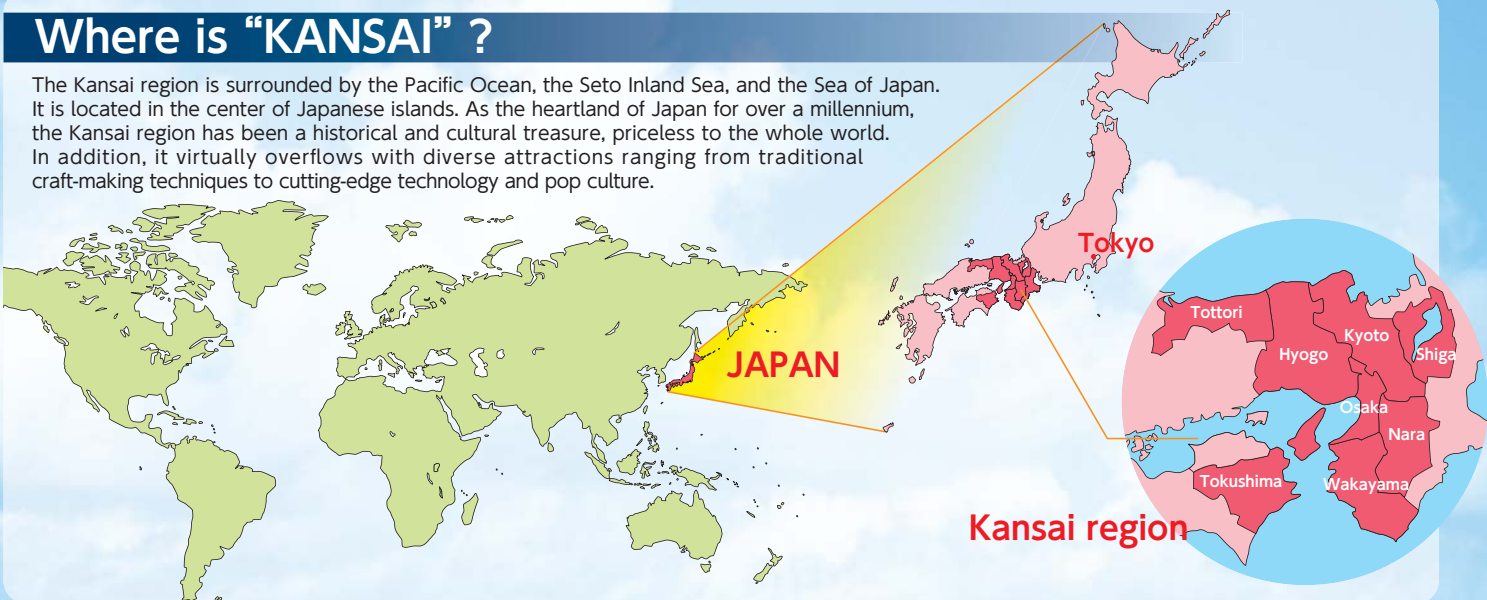 Where is “KANSAI” ?
The Kansai region is surrounded by the Pacific Ocean, the Seto Inland Sea, and the Sea of Japan.
It is located in the center of Japanese islands. As the heartland of Japan for over a millennium,
the Kansai region has been a historical and cultural treasure, priceless to the whole world.
In addition, it virtually overflows with diverse attractions ranging from traditional
craft-making techniques to cutting-edge technology and pop culture.
Tokyo
JAPAN
Tottori
Hyogo
Kyoto
Shiga
Osaka
Nara
Tokushima
Wakayama
Kansai region